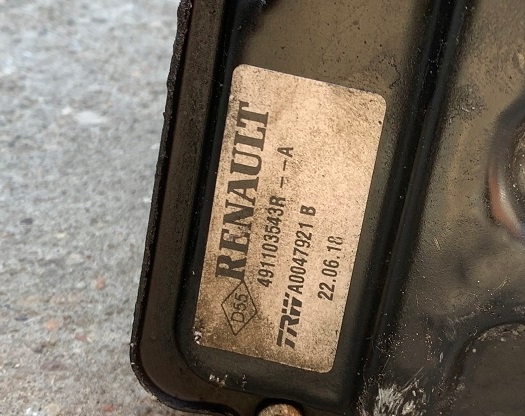 D55 RENAULT
491103543R --A
TRW A0047921 B
22.06.18